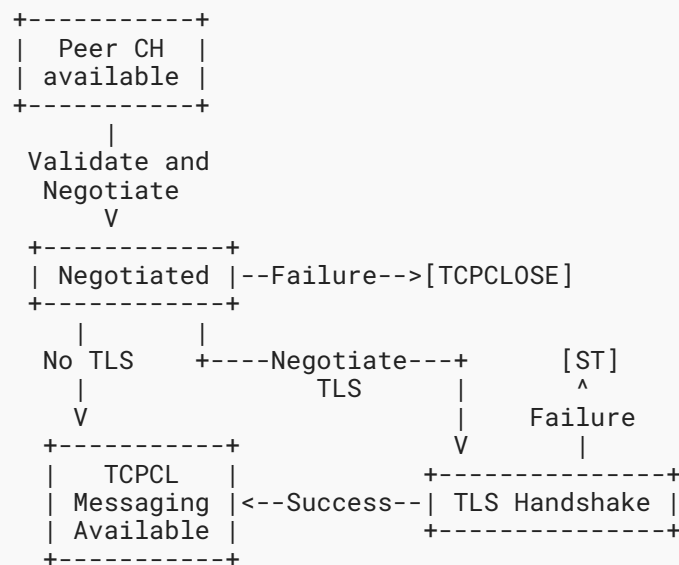 +-----------+
|  Peer CH  |
| available |
+-----------+
      |
 Validate and
  Negotiate
      V
 +------------+
 | Negotiated |--Failure-->[TCPCLOSE]
 +------------+
    |       |
  No TLS    +----Negotiate---+      [ST]
    |             TLS        |       ^
    V                        |    Failure
  +-----------+              V       |
  |   TCPCL   |            +---------------+
  | Messaging |<--Success--| TLS Handshake |
  | Available |            +---------------+
  +-----------+